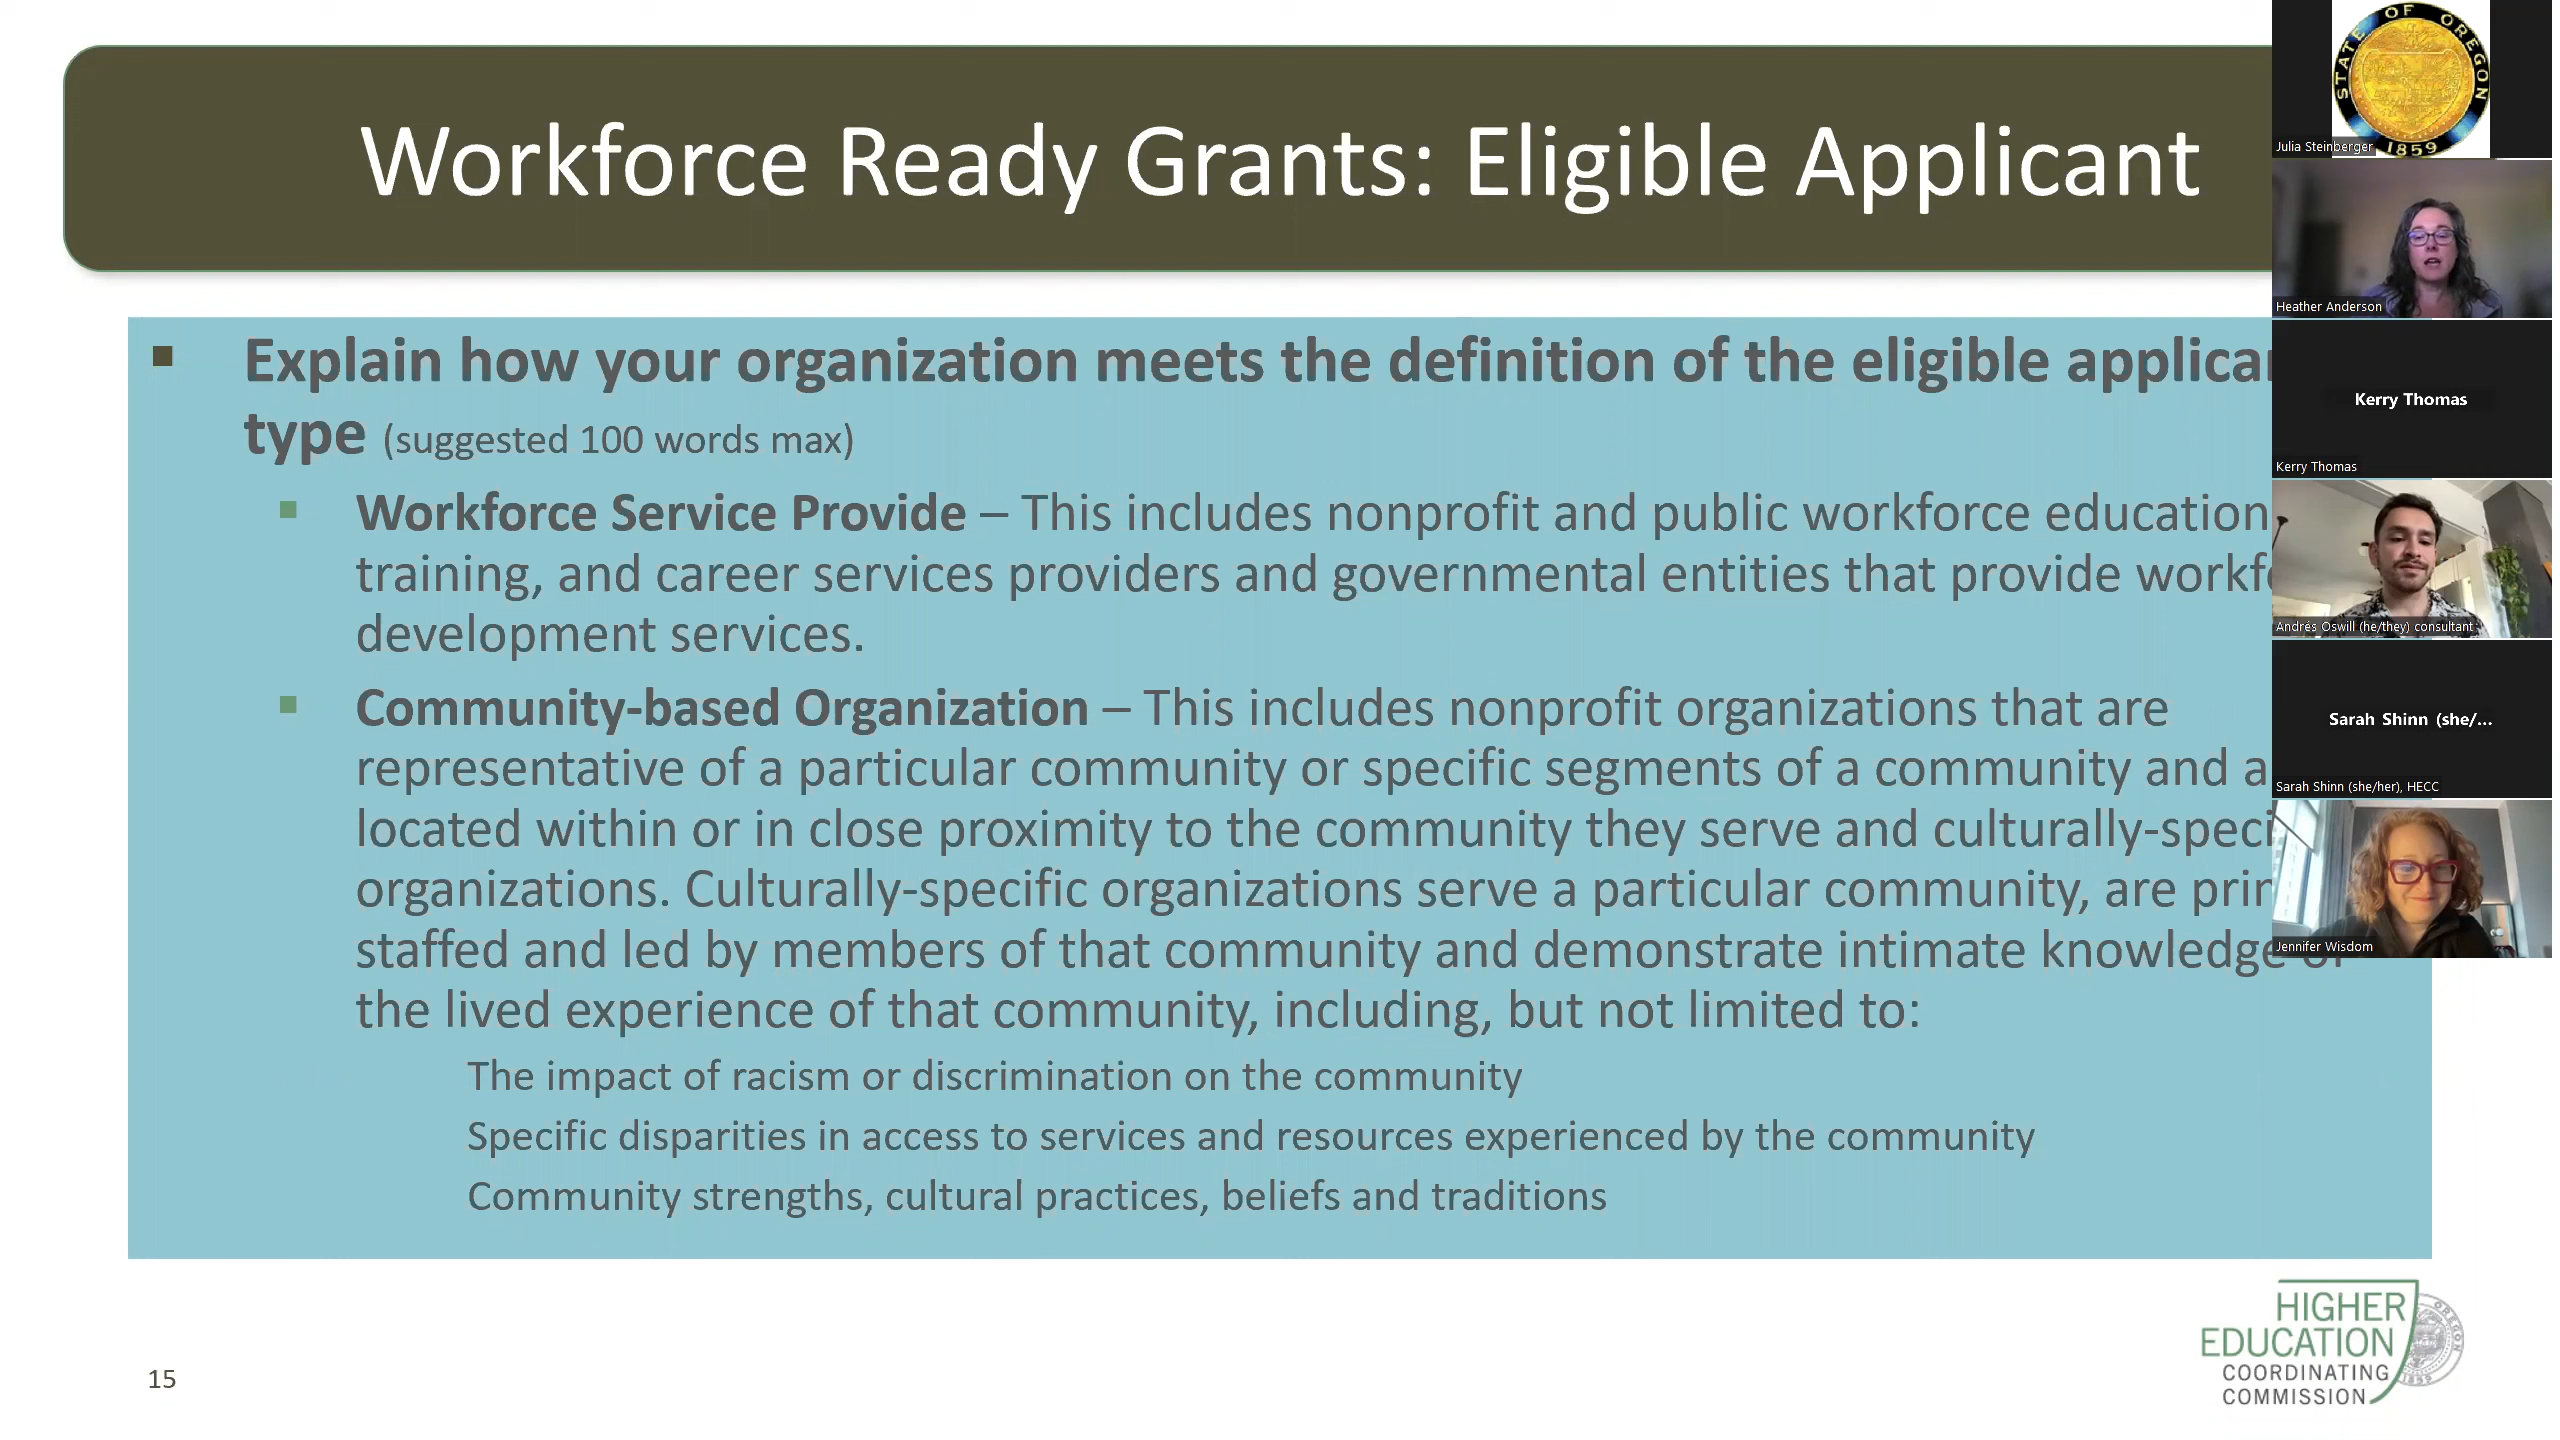 Workforce Ready Grants: Eligible Applicant
Explain how your organization meets the definition of the eligible
type (suggested 100 words max)
Workforce Service Provide – This includes nonprofit and public workforce education
training, and career services providers and governmental entities that provide
development services.
Community-based Organization – This includes nonprofit organizations that are
representative of a particular community or specific segments of a community and
located within or in close proximity to the community they serve and
organizations. Culturally-specific organizations serve a particular community, are
staffed and led by members of that community and demonstrate intimate knowledge
the lived experience of that community, including, but not limited to:
The impact of racism or discrimination on the community
Specific disparities in access to services and resources experienced by the community
Community strengths, cultural practices, beliefs and traditions
15
HIGHER
EDUCATION
COORDINATING
COMMISSION
OREGON
1859
STATE OF OREGON
1859
Julia Steinberger
Heather Anderson
Kerry Thomas
Kerry Thomas
Andrés Oswill (he/they) consultant
Sarah Shinn (she/...
Sarah Shinn (she/her), HECC
Jennifer Wisdom